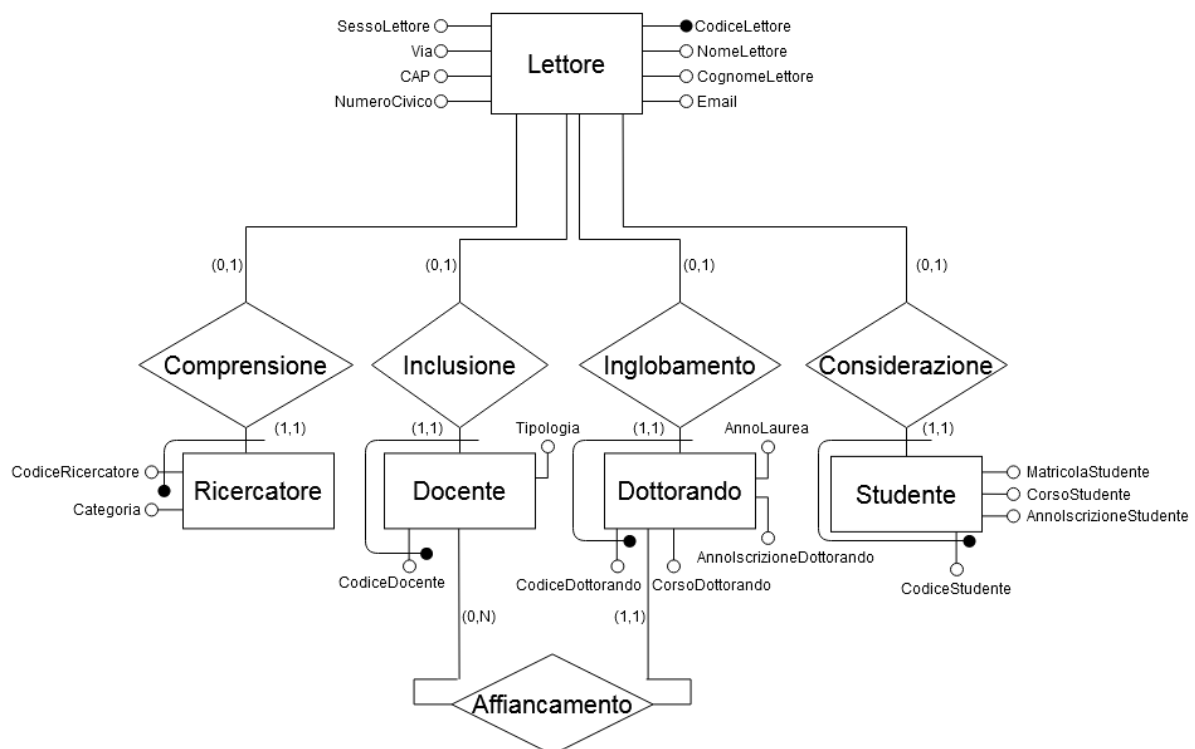 SessoLettore
CodiceLettore
Via
NomeLettore
Lettore
CAP
CognomeLettore
NumeroCivico
Email
(0,1)
(0,1)
(0,1)
(0,1)
Comprensione
Inclusione
Inglobamento
Considerazione
(1,1)
(1,1)
Tipologia
(1,1)
AnnoLaurea
(1,1)
CodiceRicercatore
Ricercatore
Categoria
Docente
Dottorando
Studente
MatricolaStudente
CorsoStudente
AnnoIscrizioneStudente
AnnoIscrizioneDottorando
CodiceDocente
CodiceDottorando
CorsoDottorando
CodiceStudente
(0,N)
(1,1)
Affiancamento